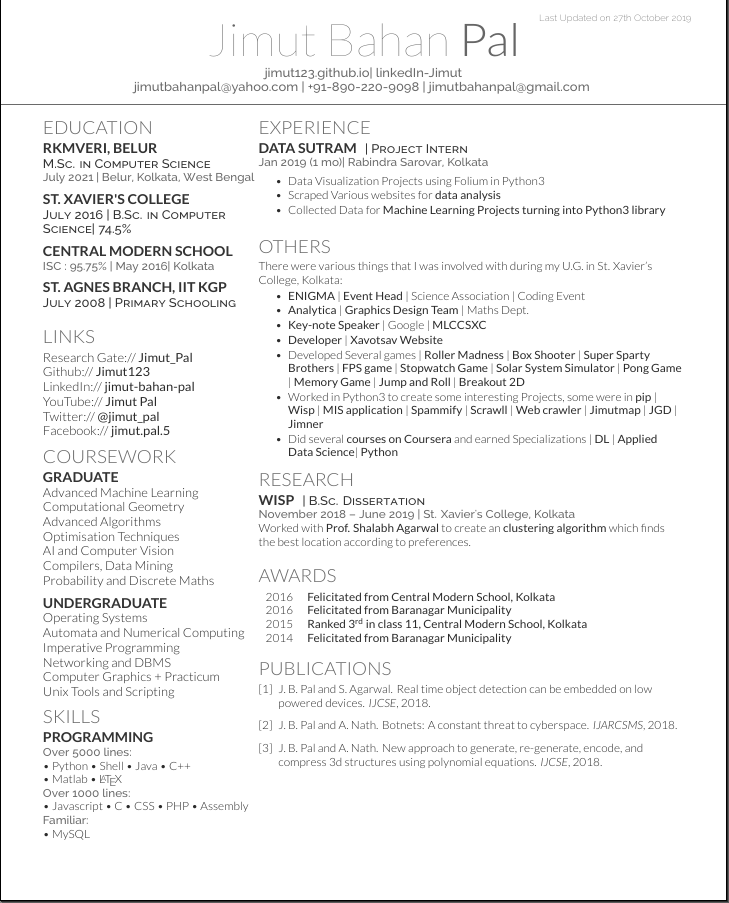 Last Updated on 27th October 2019
Jimut Bahan Pal
jimut123.github.io| linkedIn-Jimut
jimutbahanpal@yahoo.com | +91-890-220-9098 | jimutbahanpal@gmail.com
EDUCATION
RKMVERI, BELUR
M.Sc. in Computer Science
July 2021 | Belur, Kolkata, West Bengal
ST. XAVIER'S COLLEGE
July 2016 | B.Sc. in Computer
Science| 74.5%
CENTRAL MODERN SCHOOL
ISC : 95.75% | May 2016| Kolkata
ST. AGNES BRANCH, IIT KGP
July 2008 | Primary Schooling
LINKS
Research Gate:// Jimut_Pal
Github:// Jimut123
LinkedIn:// jimut-bahan-pal
YouTube:// Jimut Pal
Twitter:// @jimut_pal
Facebook:// jimut.pal.5
COURSEWORK
GRADUATE
Advanced Machine Learning
Computational Geometry
Advanced Algorithms
Optimisation Techniques
AI and Computer Vision
Compilers, Data Mining
Probability and Discrete Maths
UNDERGRADUATE
Operating Systems
Automata and Numerical Computing
Imperative Programming
Networking and DBMS
Computer Graphics + Practicum
Unix Tools and Scripting
SKILLS
PROGRAMMING
Over 5000 lines:
• Python • Shell • Java • C++
• Matlab • LATEX
Over 1000 lines:
• Javascript • C • CSS • PHP • Assembly
Familiar:
• MySQL
EXPERIENCE
DATA SUTRAM | Project Intern
Jan 2019 (1 mo)| Rabindra Sarovar, Kolkata
• Data Visualization Projects using Folium in Python3
• Scraped Various websites for data analysis
• Collected Data for Machine Learning Projects turning into Python3 library
OTHERS
There were various things that I was involved with during my U.G. in St. Xavier's
College, Kolkata:
• ENIGMA | Event Head | Science Association | Coding Event
• Analytica | Graphics Design Team | Maths Dept.
• Key-note Speaker | Google | MLCCSXC
• Developer | Xavotsav Website
• Developed Several games | Roller Madness | Box Shooter | Super Sparty
Brothers | FPS game | Stopwatch Game | Solar System Simulator | Pong Game
| Memory Game | Jump and Roll | Breakout 2D
• Worked in Python3 to create some interesting Projects, some were in pip |
Wisp | MIS application | Spammify | Scrawll | Web crawler | Jimutmap | JGD |
Jimner
• Did several courses on Coursera and earned Specializations | DL | Applied
Data Science| Python
RESEARCH
WISP | B.Sc. Dissertation
November 2018 – June 2019 | St. Xavier's College, Kolkata
Worked with Prof. Shalabh Agarwal to create an clustering algorithm which finds
the best location according to preferences.
AWARDS
2016 Felicitated from Central Modern School, Kolkata
2016 Felicitated from Baranagar Municipality
2015 Ranked 3rd in class 11, Central Modern School, Kolkata
2014 Felicitated from Baranagar Municipality
PUBLICATIONS
[1] J. B. Pal and S. Agarwal. Real time object detection can be embedded on low
powered devices. IJCSE, 2018.
[2] J. B. Pal and A. Nath. Botnets: A constant threat to cyberspace. IJARCSMS, 2018.
[3] J. B. Pal and A. Nath. New approach to generate, re-generate, encode, and
compress 3d structures using polynomial equations. IJCSE, 2018.